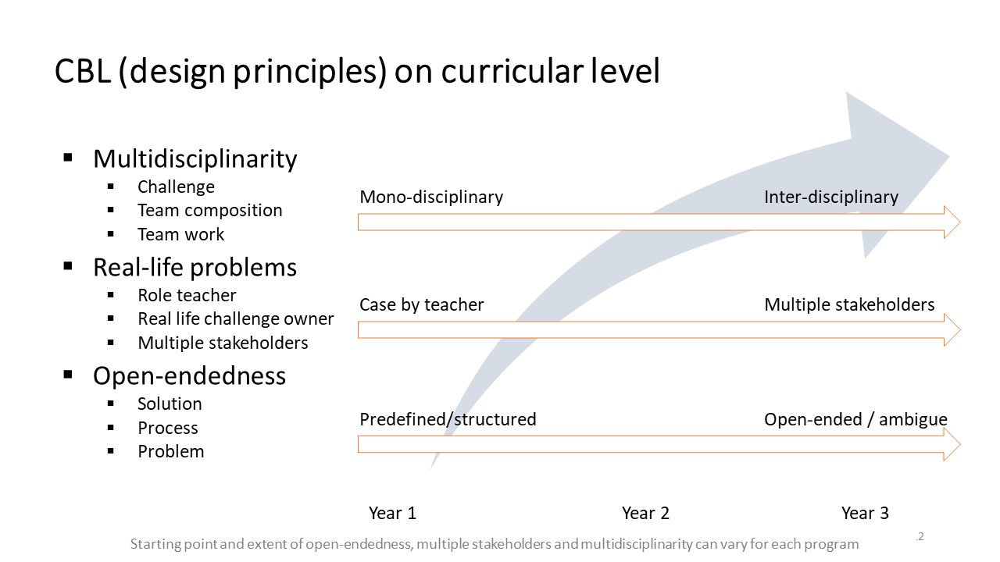 CBL (design principles) on curricular level
Multidisciplinarity
Challenge
Team composition
Team work
Mono-disciplinary
Inter-disciplinary
Real-life problems
Role teacher
Real life challenge owner
Multiple stakeholders
Case by teacher
Multiple stakeholders
Open-endedness
Solution
Process
Problem
Predefined/structured
Open-ended / ambigue
Year 1
Year 2
Year 3
Starting point and extent of open-endedness, multiple stakeholders and multidisciplinarity can vary for each program
.2